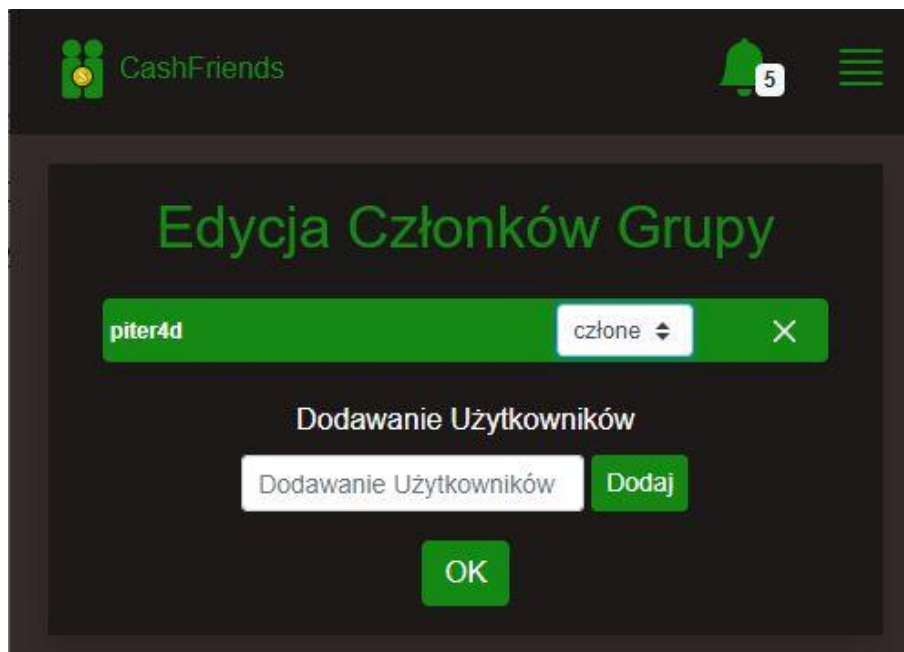 CashFriends
5
Edycja Członków Grupy
piter4d
człone
Dodawanie Użytkowników
Dodawanie Użytkowników
Dodaj
OK